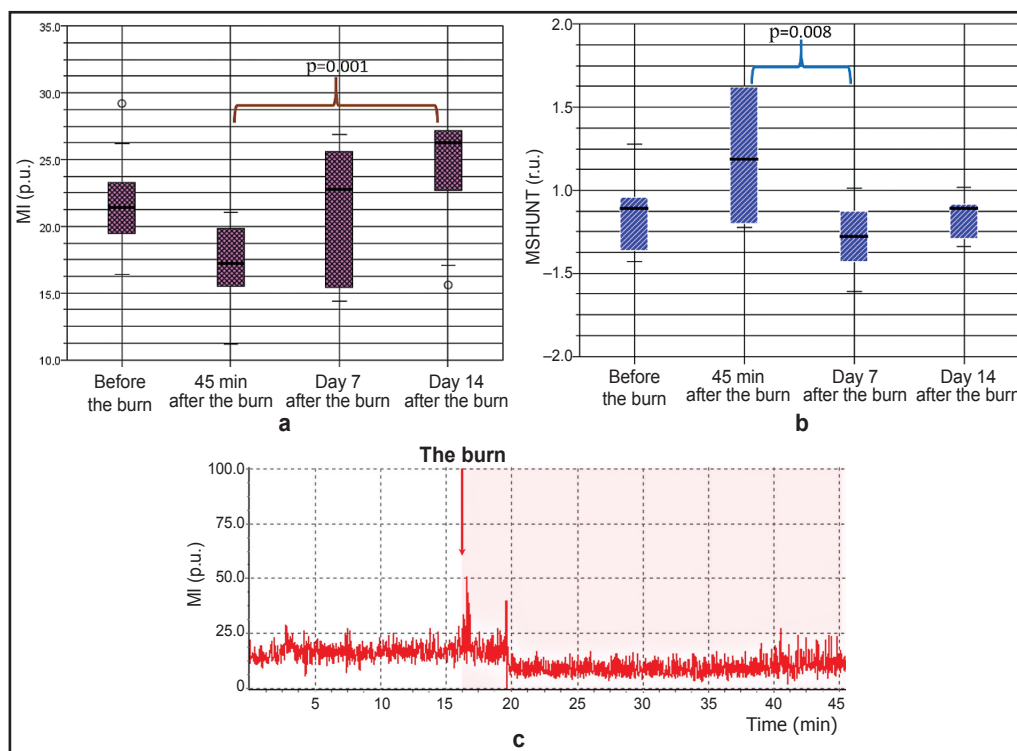 35.0
30.0
25.0
20.0
15.0
10.0
MI (p.u.)
p=0.001
Before
the burn
45 min
after the burn
Day 7
after the burn
Day 14
after the burn
a
2.0
1.5
1.0
−1.5
−2.0
MSHUNT (r.u.)
p=0.008
Before
the burn
45 min
after the burn
Day 7
after the burn
Day 14
after the burn
b
The burn
100.0
75.0
50.0
25.0
0
MI (p.u.)
5
10
15
20
25
30
35
40
45
Time (min)
c